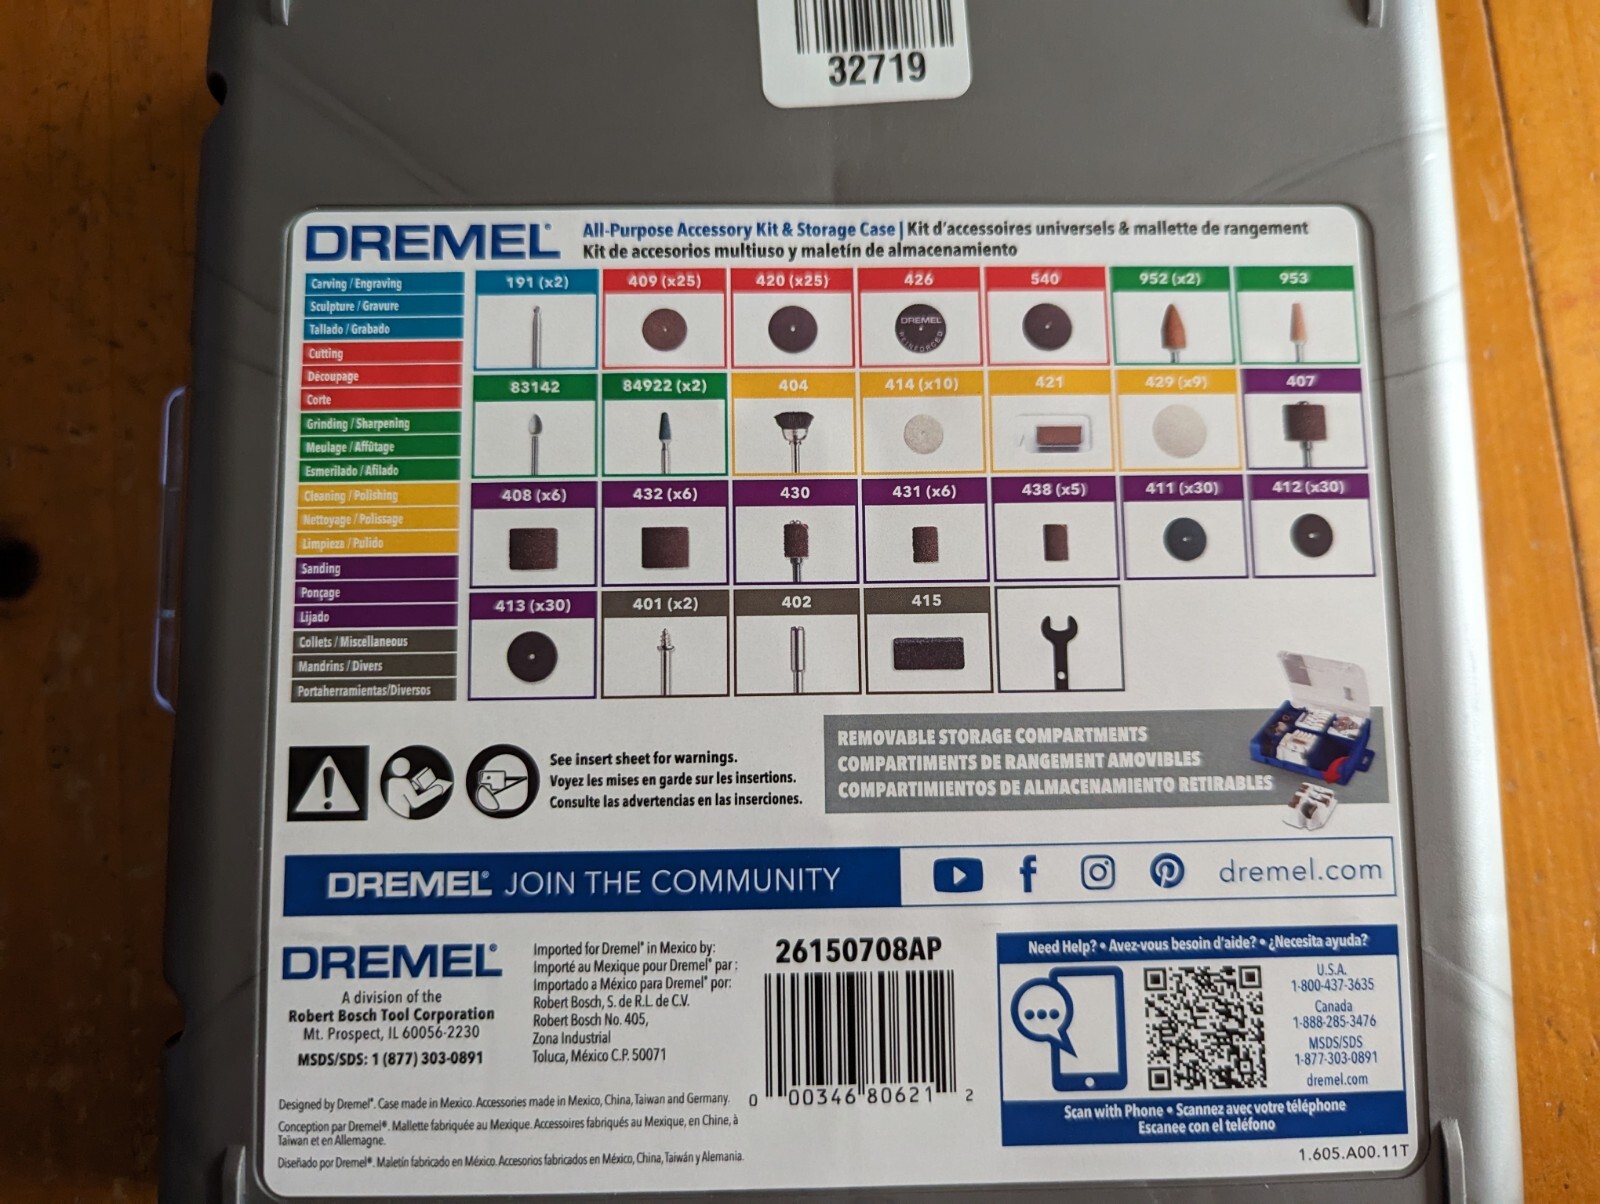 32719
DREMEL®
All-Purpose Accessory Kit & Storage Case | Kit d'accessoires universels & mallette de rangement
Kit de accesorios multiuso y maletín de almacenamiento
Carving / Engraving
Sculpture / Gravure
Tallado / Grabado
Cutting
Découpage
Corte
Grinding / Sharpening
Meulage / Affûtage
Esmerilado / Afilado
Cleaning / Polishing
Nettoyage / Polissage
Limpieza / Pulido
Sanding
Ponçage
Lijado
Collets / Miscellaneous
Mandrins / Divers
Portaherramientas/Diversos
191 (x2) 409 (x25) 420 (x25) 426 540 952 (x2) 953
DREMEL
REINFORCED
83142 84922 (x2) 404 414 (x10) 421 429 (x9) 407
408 (x6) 432 (x6) 430 431 (x6) 438 (x5) 411 (x30) 412 (x30)
413 (x30) 401 (x2) 402 415
See insert sheet for warnings.
Voyez les mises en garde sur les insertions.
Consulte las advertencias en las inserciones.
REMOVABLE STORAGE COMPARTMENTS
COMPARTIMENTS DE RANGEMENT AMOVIBLES
COMPARTIMIENTOS DE ALMACENAMIENTO RETIRABLES
DREMEL® JOIN THE COMMUNITY
dremel.com
DREMEL®
A division of the
Robert Bosch Tool Corporation
Mt. Prospect, IL 60056-2230
MSDS/SDS: 1 (877) 303-0891
Imported for Dremel® in Mexico by:
Importé au Mexique pour Dremel® par :
Importado a México para Dremel® por:
Robert Bosch, S. de R.L. de C.V.
Robert Bosch No. 405,
Zona Industrial
Toluca, México C.P. 50071
26150708AP
0 00346 80621 2
Need Help? • Avez-vous besoin d'aide? • ¿Necesita ayuda?
U.S.A.
1-800-437-3635
Canada
1-888-285-3476
MSDS/SDS
1-877-303-0891
dremel.com
Scan with Phone • Scannez avec votre téléphone
Escanee con el teléfono
Designed by Dremel®. Case made in Mexico. Accessories made in Mexico, China, Taiwan and Germany.
Conception par Dremel®. Mallette fabriquée au Mexique. Accessoires fabriqués au Mexique, en Chine, à
Taiwan et en Allemagne.
Diseñado por Dremel®. Maletín fabricado en México. Accesorios fabricados en México, China, Taiwán y Alemania.
1.605.A00.11T